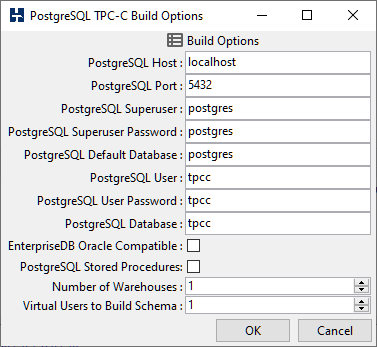 PostgreSQL TPC-C Build Options
Build Options
PostgreSQL Host : localhost
PostgreSQL Port : 5432
PostgreSQL Superuser : postgres
PostgreSQL Superuser Password : postgres
PostgreSQL Default Database : postgres
PostgreSQL User : tpcc
PostgreSQL User Password : tpcc
PostgreSQL Database : tpcc
EnterpriseDB Oracle Compatible :
PostgreSQL Stored Procedures:
Number of Warehouses : 1
Virtual Users to Build Schema : 1
OK Cancel